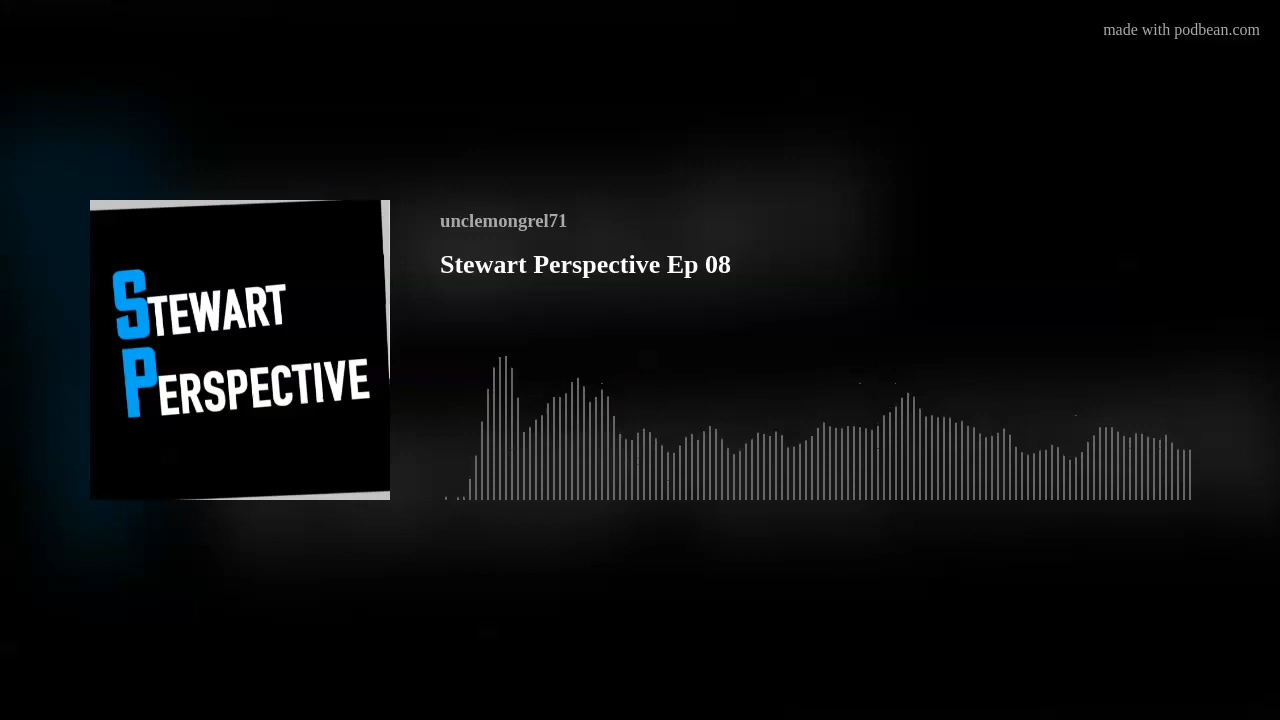 made with podbean.com
STEWART
PERSPECTIVE
unclemongrel71
Stewart Perspective Ep 08